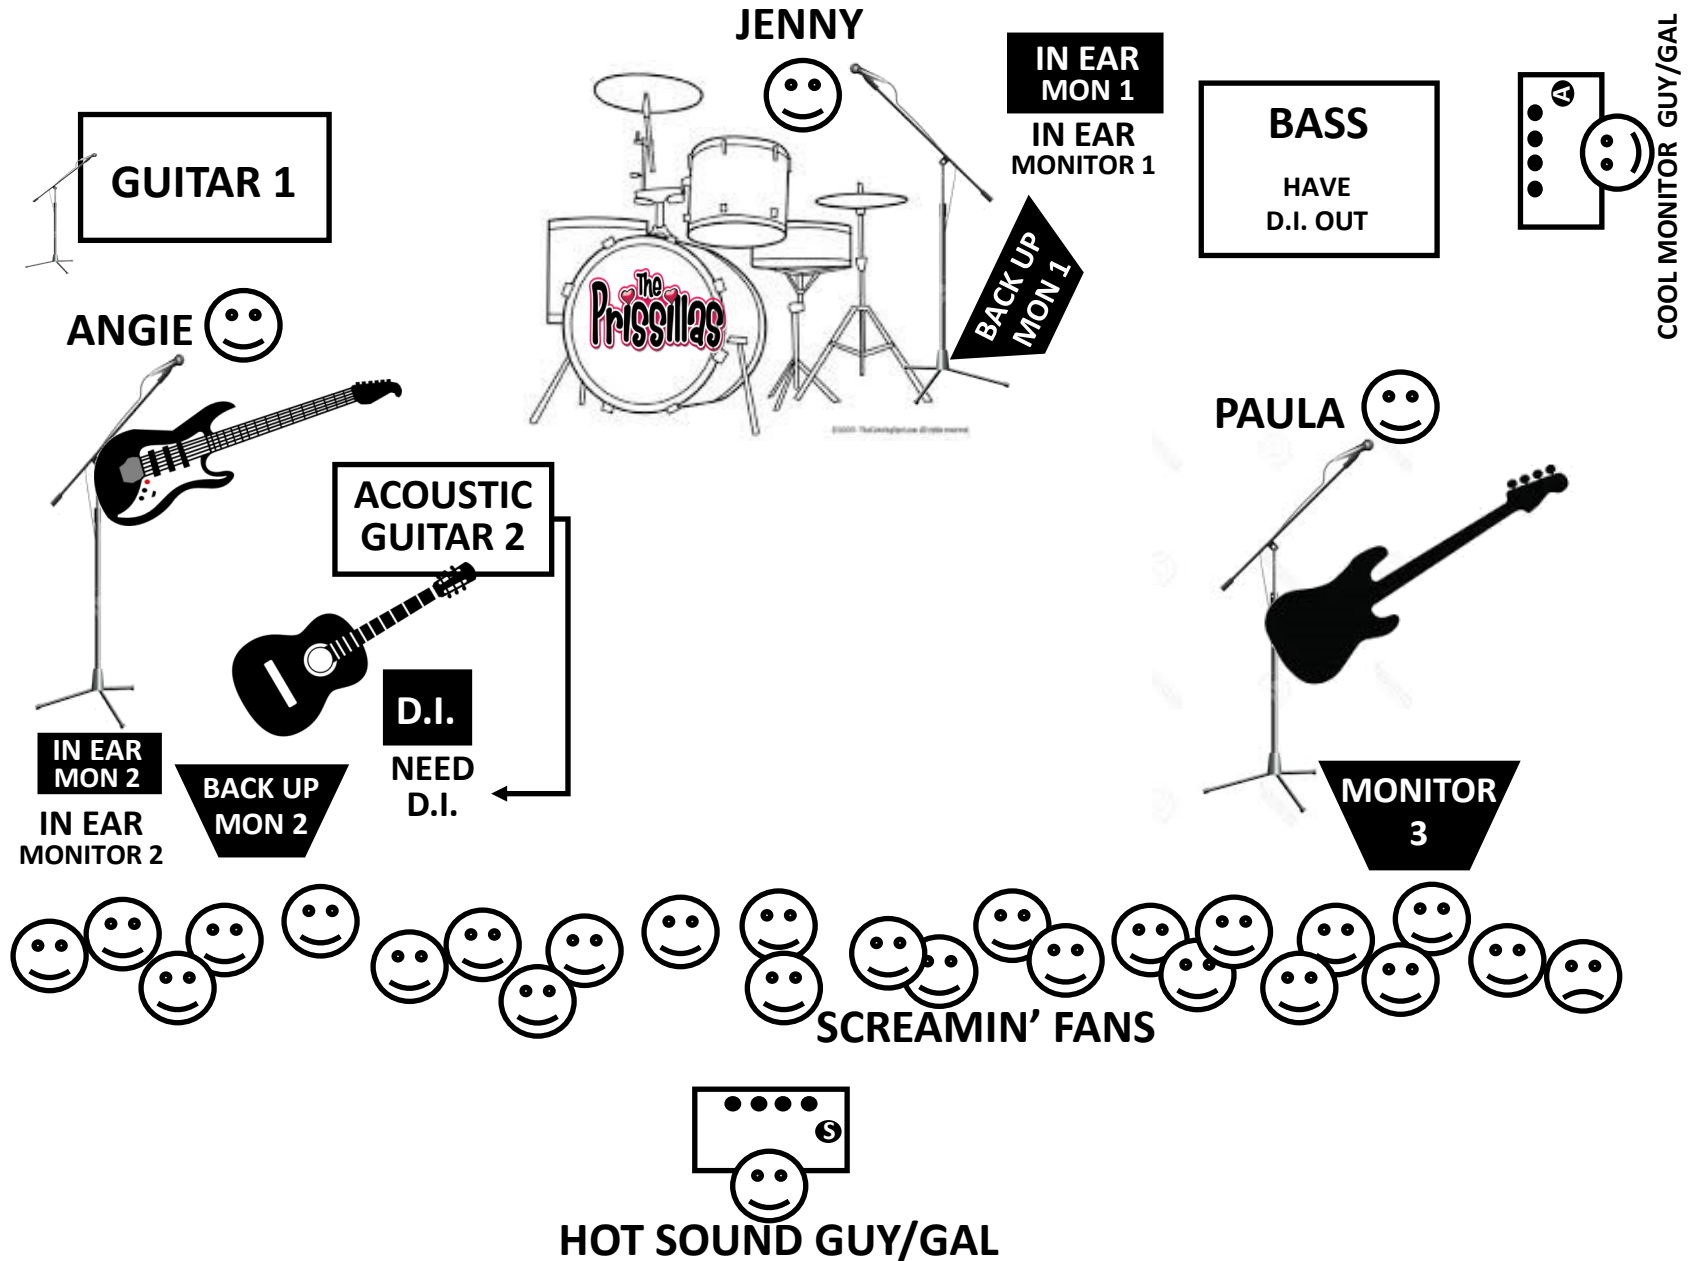 JENNY
IN EAR
MON 1
IN EAR
MONITOR 1
BACK UP
MON 1
BASS
HAVE
D.I. OUT
A
COOL MONITOR GUY/GAL
GUITAR 1
The
Prissillas
ANGIE
PAULA
ACOUSTIC
GUITAR 2
D.I.
NEED
D.I.
IN EAR
MON 2
IN EAR
MONITOR 2
BACK UP
MON 2
MONITOR
3
SCREAMIN' FANS
S
HOT SOUND GUY/GAL